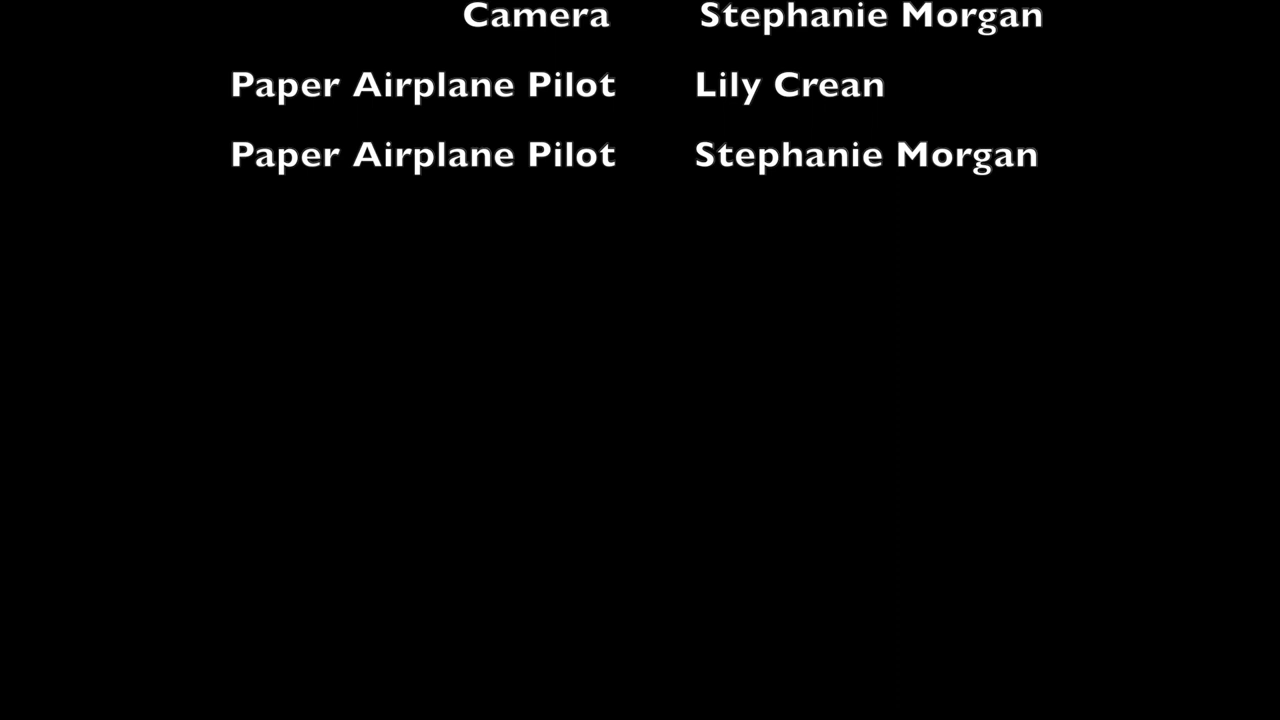 Camera Stephanie Morgan
Paper Airplane Pilot Lily Crean
Paper Airplane Pilot Stephanie Morgan